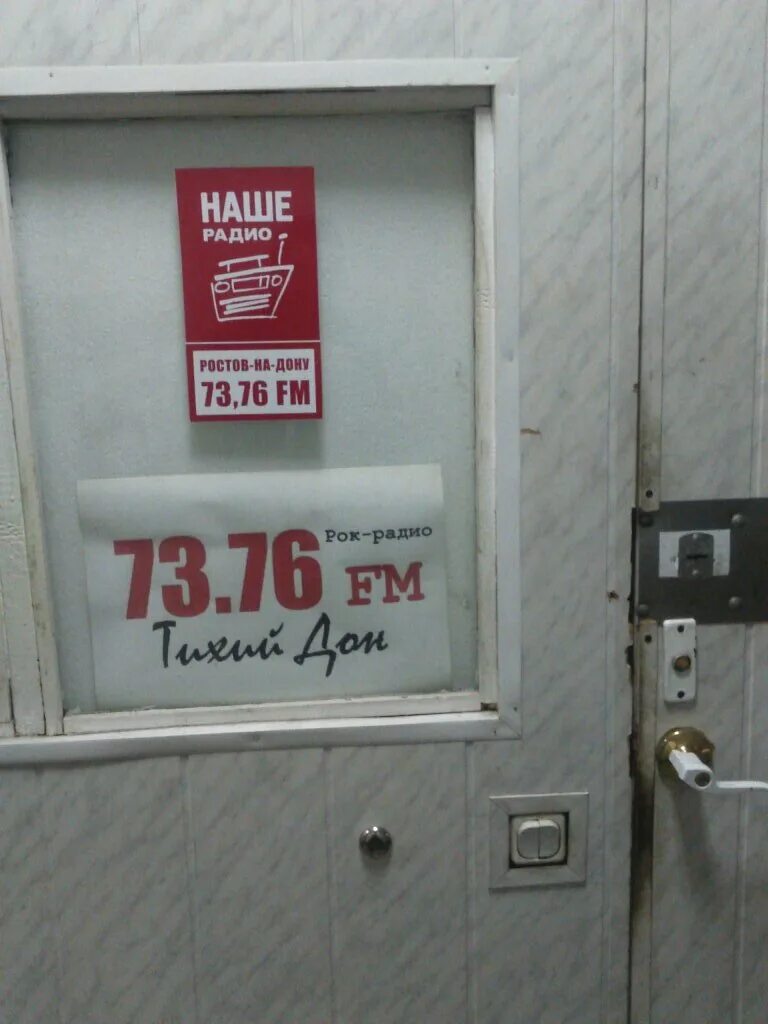 НАШЕ
РАДИО
РОСТОВ-НА-ДОНУ
73,76 FM
73.76 Рок-радио
FM
Тихий Дон